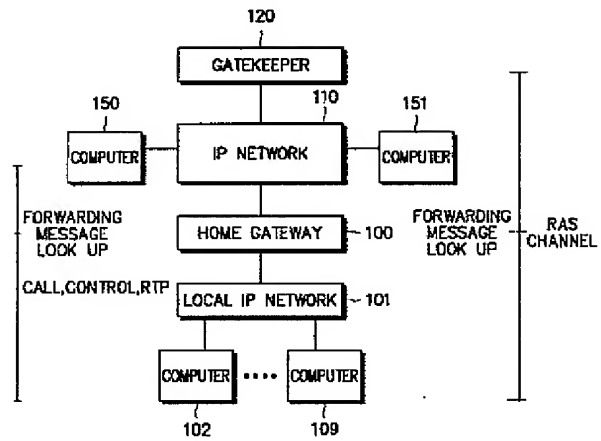 120
GATEKEEPER
150
110
151
COMPUTER
IP NETWORK
COMPUTER
FORWARDING
MESSAGE
LOOK UP
HOME GATEWAY
100
FORWARDING
MESSAGE
LOOK UP
RAS
CHANNEL
CALL,CONTROL,RTP
LOCAL IP NETWORK
101
COMPUTER
••••
COMPUTER
102
109